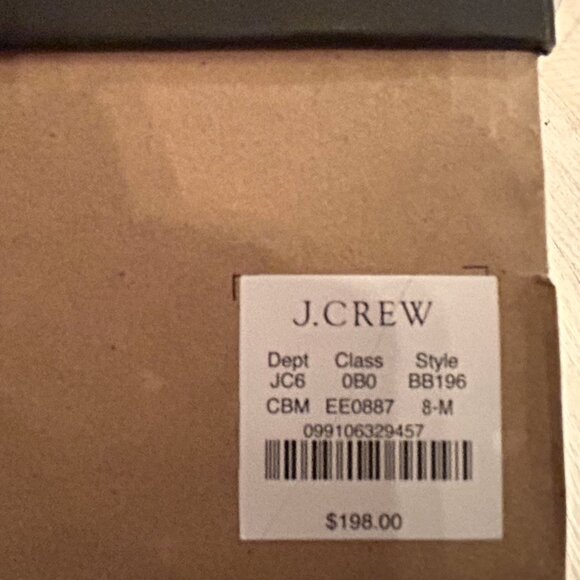 J.CREW
Dept Class Style
JC6 0B0 BB196
CBM EE0887 8-M
099106329457
$198.00